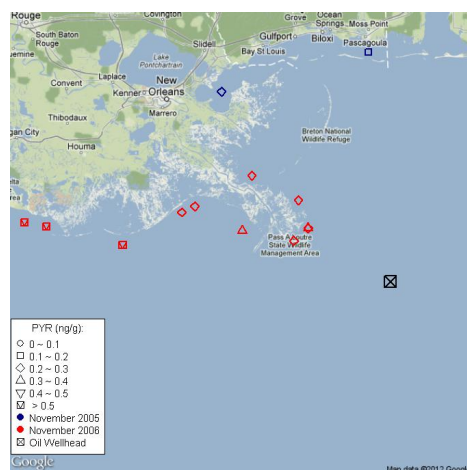 Rouge
Covington
Grove
Ocean
Springs
Moss Point
South Baton
Rouge
Slidell
Gulfport
Biloxi
Pascagoula
Bay St Louis
Lake
Pontchartrain
Convent
Laplace
Kenner
New
Orleans
Marrero
Thibodaux
gan City
Houma
Breton National
Wildlife Refuge
Pass A Loutre
State Wildlife
Management Area
PYR (ng/g):
0 ~ 0.1
0.1 ~ 0.2
0.2 ~ 0.3
0.3 ~ 0.4
0.4 ~ 0.5
> 0.5
November 2005
November 2006
Oil Wellhead
Google
Map data ©2012 Google